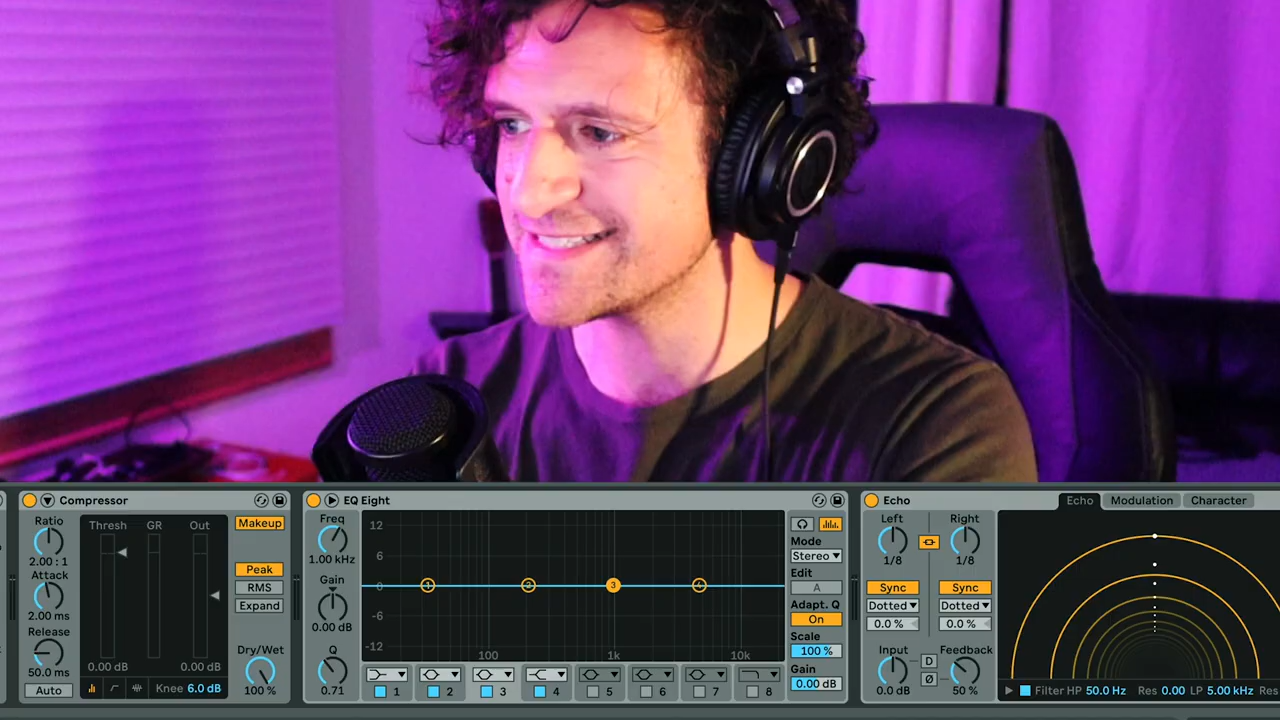 Compressor
Ratio
2.00 : 1
Attack
2.00 ms
Release
50.0 ms
Auto
Thresh GR Out
0.00 dB 0.00 dB
Knee 6.0 dB
Makeup
Peak
RMS
Expand
Dry/Wet
100 %
EQ Eight
Freq
1.00 kHz
Gain
0.00 dB
Q
0.71
12
6
0
-6
-12
1 2 3 4
100 1k 10k
1 2 3 4 5 6 7 8
Mode
Stereo
Edit
A
Adapt. Q
On
Scale
100 %
Gain
0.00 dB
Echo
Echo Modulation Character
Left Right
1/8 1/8
Sync Sync
Dotted Dotted
0.0 % 0.0 %
Input D Feedback
0.0 dB Ø 50 %
Filter HP 50.0 Hz Res 0.00 LP 5.00 kHz Res